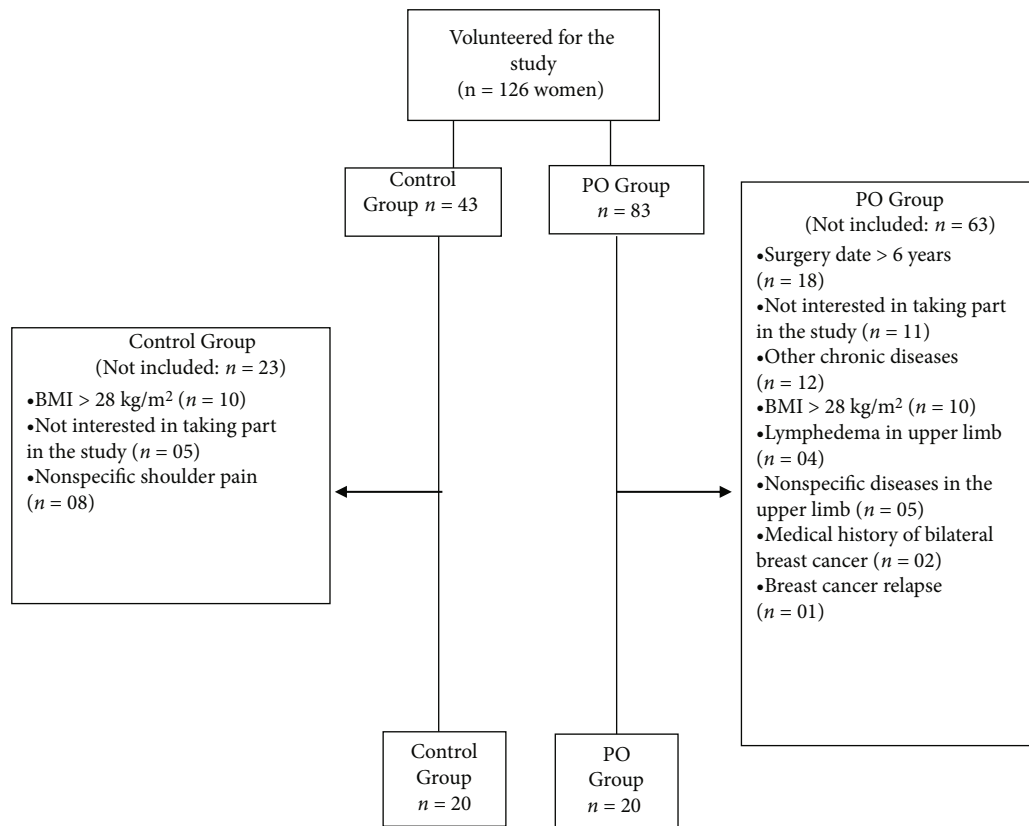 Volunteered for the
study
(n = 126 women)
Control
Group n = 43
PO Group
n = 83
PO Group
(Not included: n = 63)
•Surgery date > 6 years
(n = 18)
•Not interested in taking part
in the study (n = 11)
•Other chronic diseases
(n = 12)
•BMI > 28 kg/m² (n = 10)
•Lymphedema in upper limb
(n = 04)
•Nonspecific diseases in the
upper limb (n = 05)
•Medical history of bilateral
breast cancer (n = 02)
•Breast cancer relapse
(n = 01)
Control Group
(Not included: n = 23)
•BMI > 28 kg/m² (n = 10)
•Not interested in taking part
in the study (n = 05)
•Nonspecific shoulder pain
(n = 08)
Control
Group
n = 20
PO
Group
n = 20